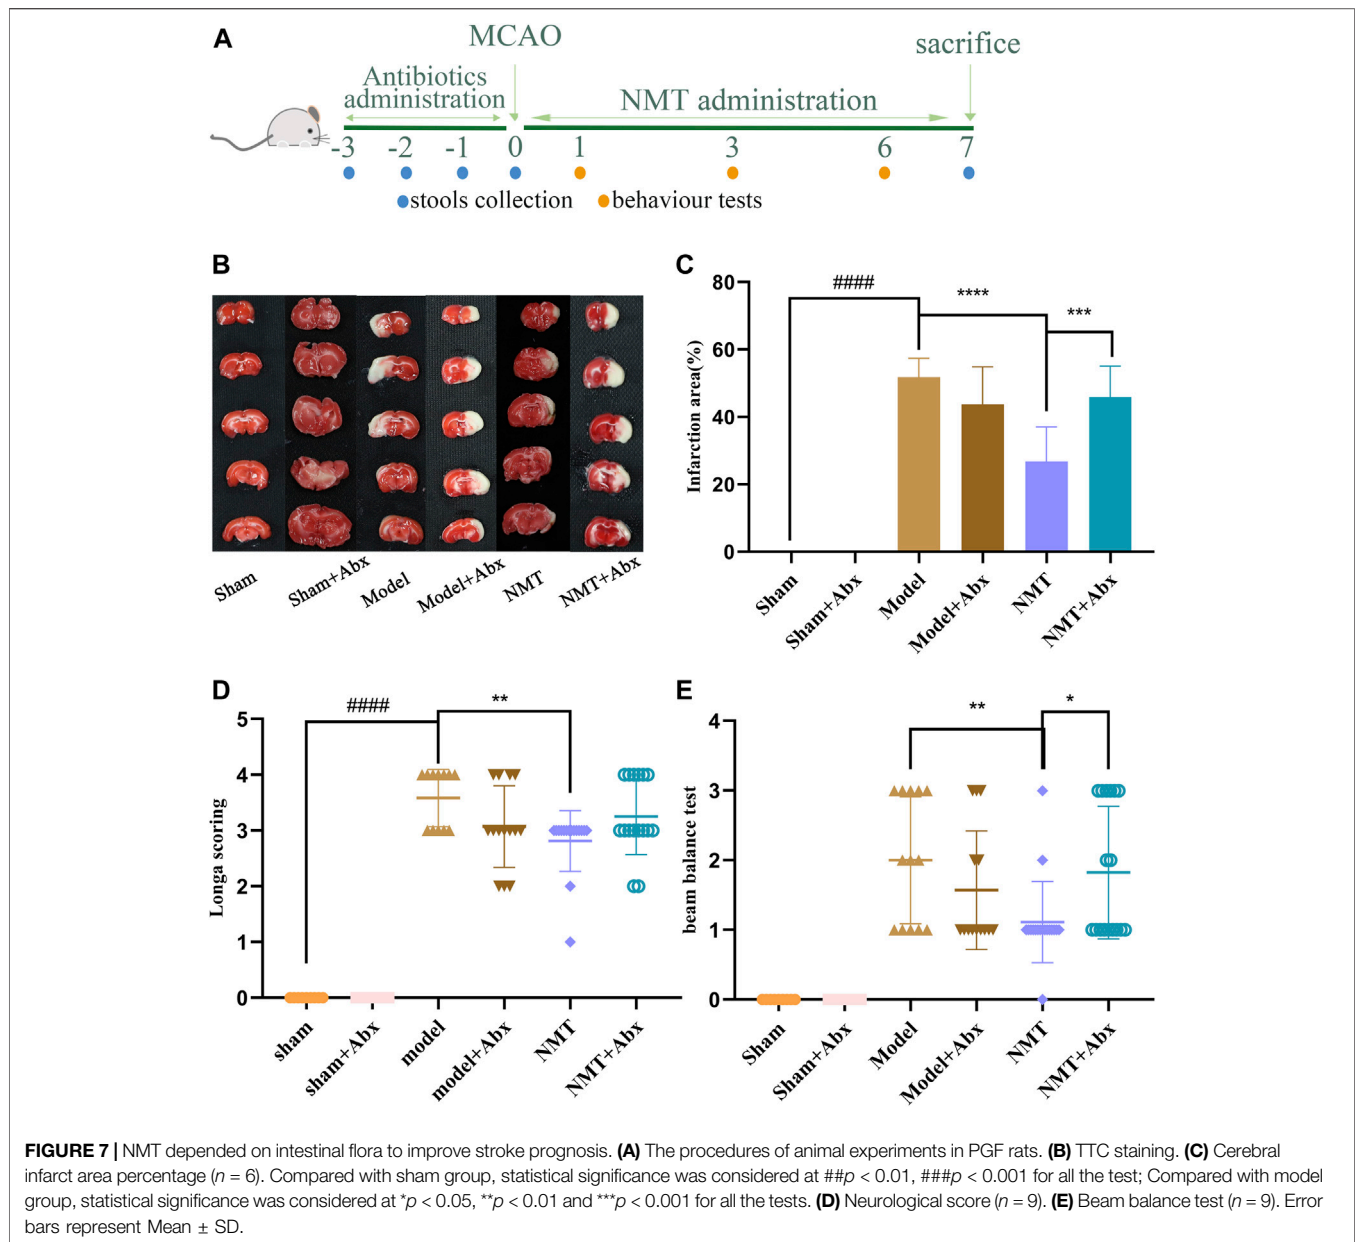 A
MCAO
sacrifice
Antibiotics
administration
NMT administration
-3 -2 -1 0 1 3 6 7
stools collection behaviour tests
B
Sham Sham+Abx Model Model+Abx NMT NMT+Abx
C
80
60
40
20
0
Infarction area(%)
####
****
***
Sham Sham+Abx Model Model+Abx NMT NMT+Abx
D
5
4
3
2
1
0
Longa scoring
####
**
sham sham+Abx model model+Abx NMT NMT+Abx
E
4
3
2
1
0
beam balance test
**
*
Sham Sham+Abx Model Model+Abx NMT NMT+Abx
FIGURE 7 | NMT depended on intestinal flora to improve stroke prognosis. (A) The procedures of animal experiments in PGF rats. (B) TTC staining. (C) Cerebral
infarct area percentage (n = 6). Compared with sham group, statistical significance was considered at ##p < 0.01, ###p < 0.001 for all the test; Compared with model
group, statistical significance was considered at *p < 0.05, **p < 0.01 and ***p < 0.001 for all the tests. (D) Neurological score (n = 9). (E) Beam balance test (n = 9). Error
bars represent Mean ± SD.